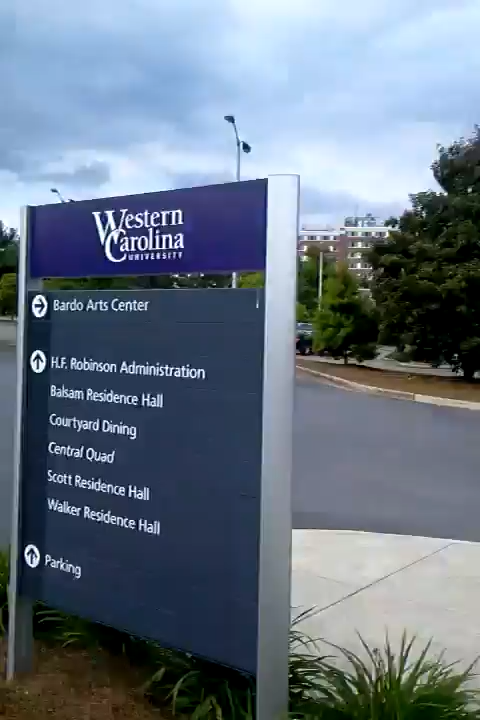 Western
Carolina
UNIVERSITY
Bardo Arts Center
H.F. Robinson Administration
Balsam Residence Hall
Courtyard Dining
Central Quad
Scott Residence Hall
Walker Residence Hall
Parking